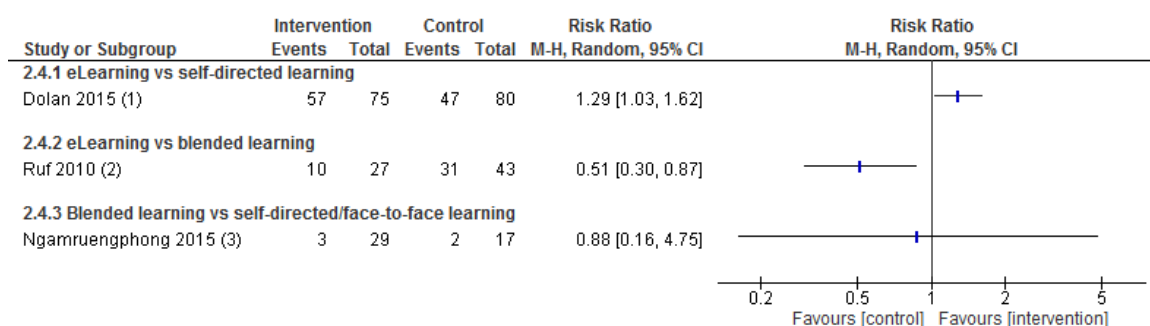 Intervention Control Risk Ratio Risk Ratio
Study or Subgroup Events Total Events Total M-H, Random, 95% CI M-H, Random, 95% CI
2.4.1 eLearning vs self-directed learning
Dolan 2015 (1) 57 75 47 80 1.29 [1.03, 1.62]
2.4.2 eLearning vs blended learning
Ruf 2010 (2) 10 27 31 43 0.51 [0.30, 0.87]
2.4.3 Blended learning vs self-directed/face-to-face learning
Ngamruengphong 2015 (3) 3 29 2 17 0.88 [0.16, 4.75]
0.2 0.5 1 2 5
Favours [control] Favours [intervention]